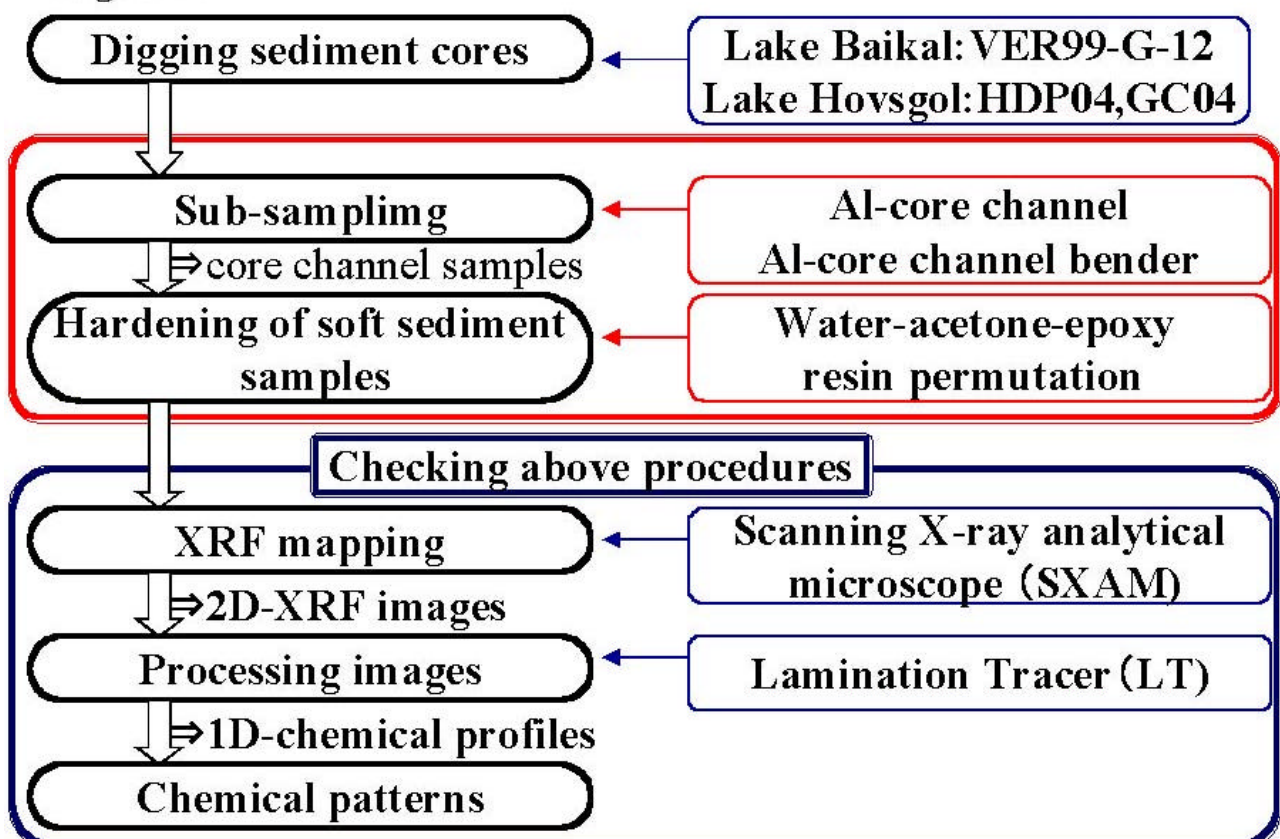 Digging sediment cores
Lake Baikal: VER99-G-12
Lake Hovsgol: HDP04,GC04
Sub-samplimg
Al-core channel
Al-core channel bender
⇒core channel samples
Hardening of soft sediment
samples
Water-acetone-epoxy
resin permutation
Checking above procedures
XRF mapping
Scanning X-ray analytical
microscope (SXAM)
⇒2D-XRF images
Processing images
Lamination Tracer (LT)
⇒1D-chemical profiles
Chemical patterns